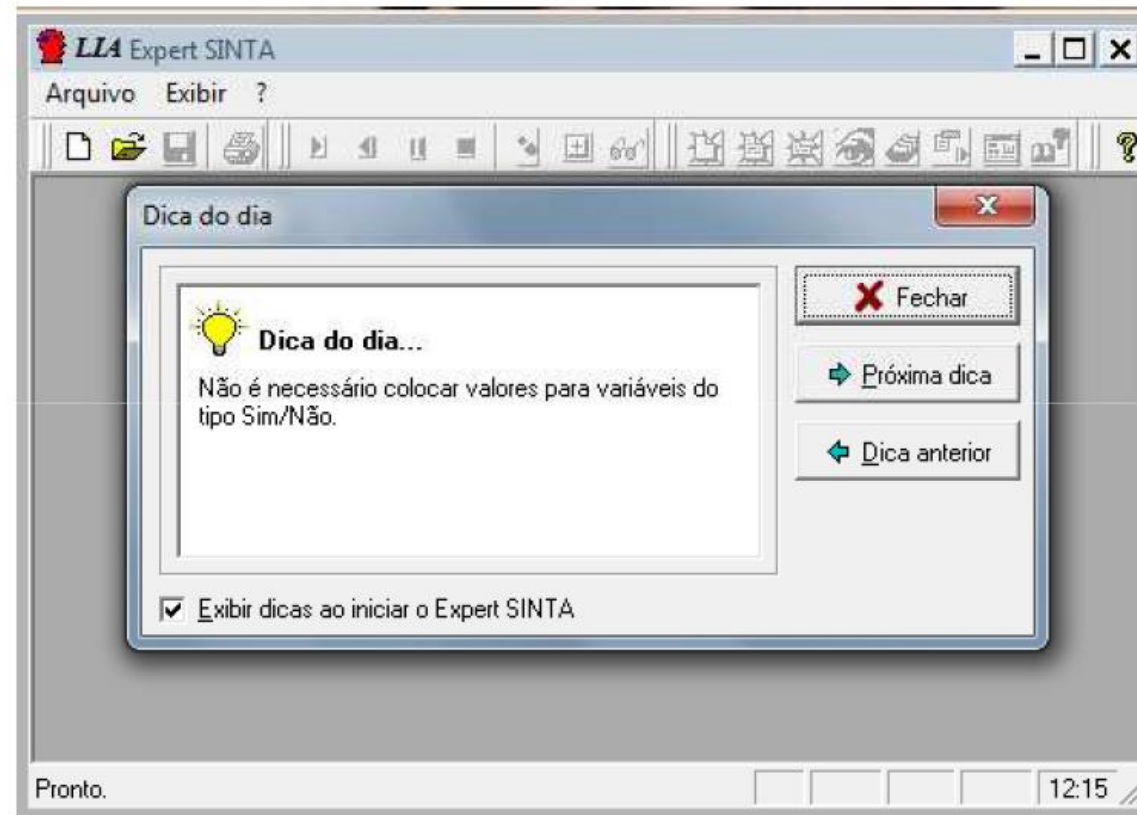 LIA Expert SINTA
Arquivo Exibir ?
Dica do dia
Dica do dia...
Não é necessário colocar valores para variáveis do
tipo Sim/Não.
Fechar
Próxima dica
Dica anterior
Exibir dicas ao iniciar o Expert SINTA
Pronto.
12:15